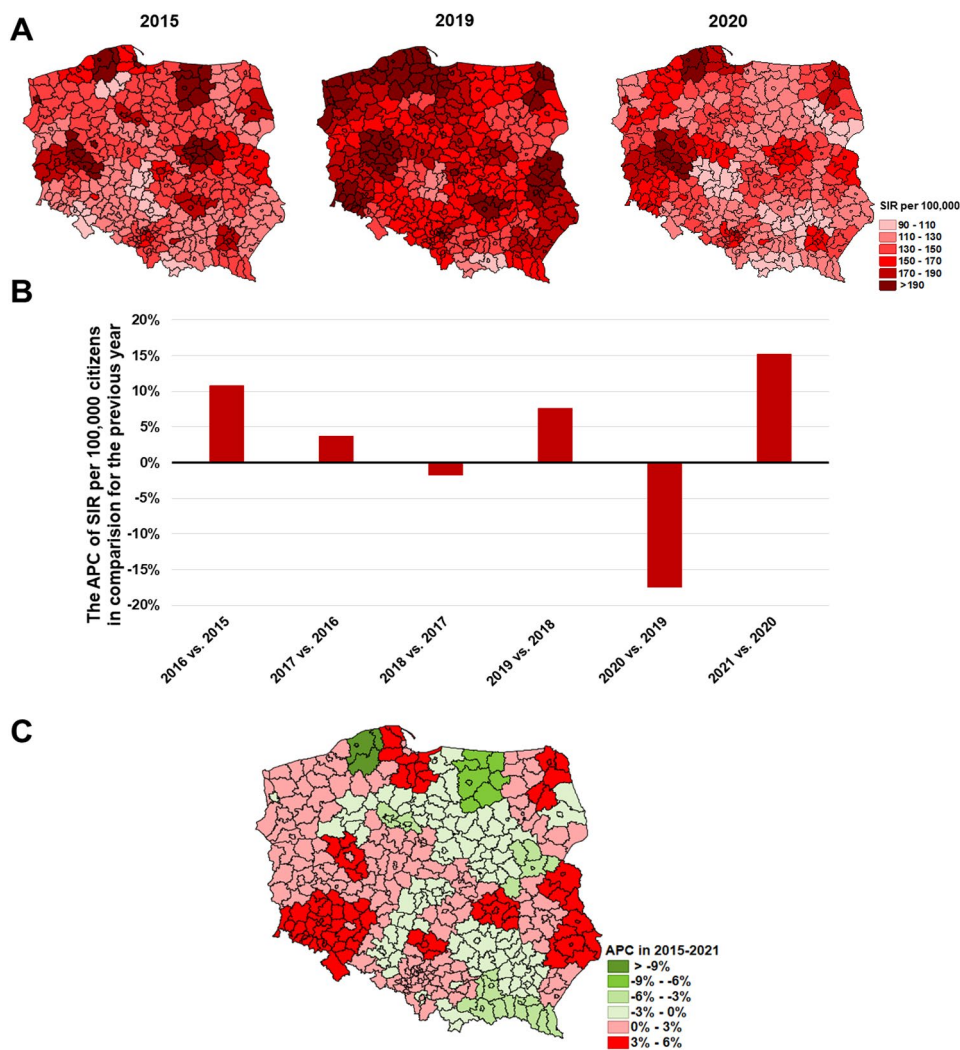 A
2015
2019
2020
SIR per 100,000
90 - 110
110 - 130
130 - 150
150 - 170
170 - 190
>190
B
The APC of SIR per 100,000 citizens
in comparision for the previous year
20%
15%
10%
5%
0%
-5%
-10%
-15%
-20%
2016 vs. 2015
2017 vs. 2016
2018 vs. 2017
2019 vs. 2018
2020 vs. 2019
2021 vs. 2020
C
APC in 2015-2021
> -9%
-9% - -6%
-6% - -3%
-3% - 0%
0% - 3%
3% - 6%